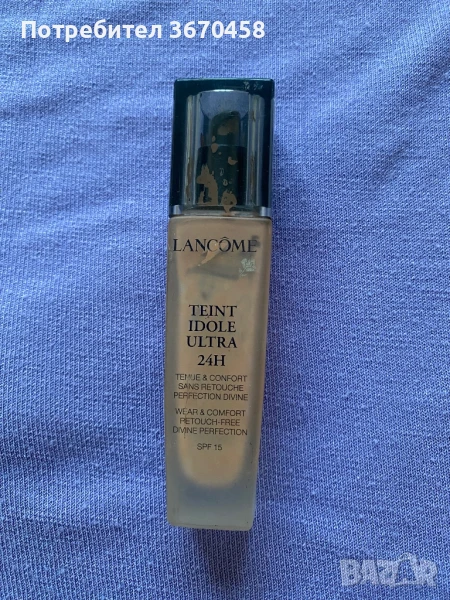 Потребител 3670458
LANCÔME
TEINT
IDOLE
ULTRA
24H
TENUE & CONFORT
SANS RETOUCHE
PERFECTION DIVINE
WEAR & COMFORT
RETOUCH-FREE
DIVINE PERFECTION
SPF 15
BAZAR